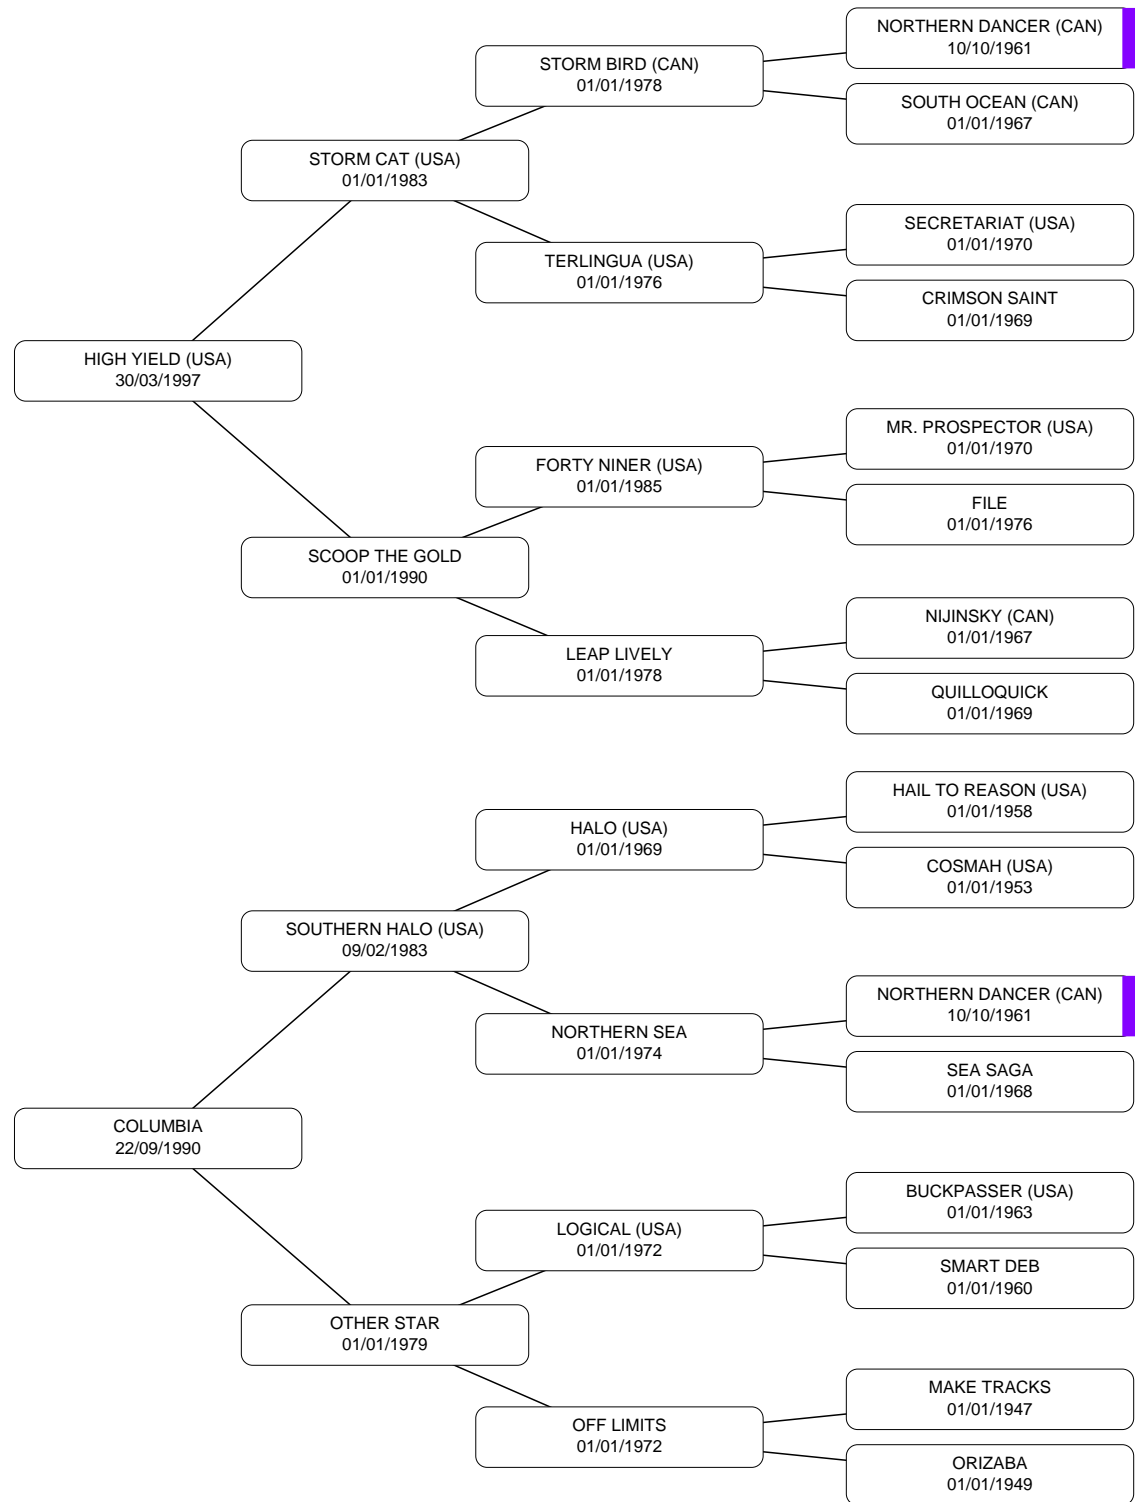 NORTHERN DANCER (CAN)
10/10/1961
STORM BIRD (CAN)
01/01/1978
SOUTH OCEAN (CAN)
01/01/1967
STORM CAT (USA)
01/01/1983
SECRETARIAT (USA)
01/01/1970
TERLINGUA (USA)
01/01/1976
CRIMSON SAINT
01/01/1969
HIGH YIELD (USA)
30/03/1997
MR. PROSPECTOR (USA)
01/01/1970
FORTY NINER (USA)
01/01/1985
FILE
01/01/1976
SCOOP THE GOLD
01/01/1990
NIJINSKY (CAN)
01/01/1967
LEAP LIVELY
01/01/1978
QUILLOQUICK
01/01/1969
HAIL TO REASON (USA)
01/01/1958
HALO (USA)
01/01/1969
COSMAH (USA)
01/01/1953
SOUTHERN HALO (USA)
09/02/1983
NORTHERN DANCER (CAN)
10/10/1961
NORTHERN SEA
01/01/1974
SEA SAGA
01/01/1968
COLUMBIA
22/09/1990
BUCKPASSER (USA)
01/01/1963
LOGICAL (USA)
01/01/1972
SMART DEB
01/01/1960
OTHER STAR
01/01/1979
MAKE TRACKS
01/01/1947
OFF LIMITS
01/01/1972
ORIZABA
01/01/1949